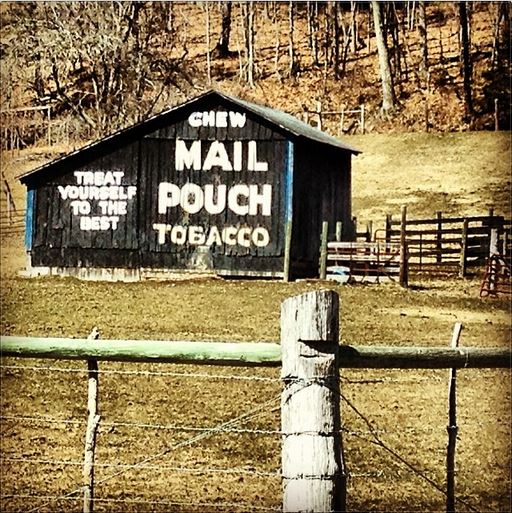 CHEW
MAIL
POUCH
TOBACCO
TREAT
YOURSELF
TO THE
BEST